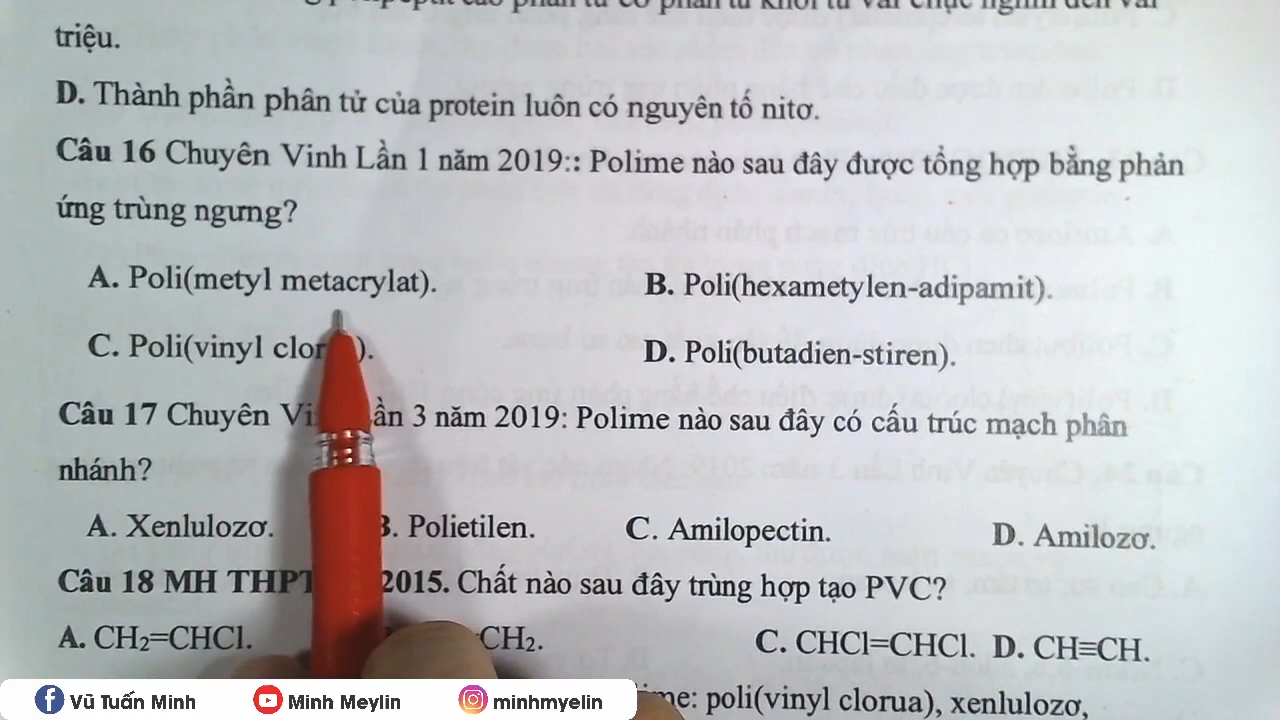 triệu.
D. Thành phần phân tử của protein luôn có nguyên tố nitơ.
Câu 16 Chuyên Vinh Lần 1 năm 2019:: Polime nào sau đây được tổng hợp bằng phản
ứng trùng ngưng?
A. Poli(metyl metacrylat). B. Poli(hexametylen-adipamit).
C. Poli(vinyl clor ). D. Poli(butadien-stiren).
Câu 17 Chuyên Vi ần 3 năm 2019: Polime nào sau đây có cấu trúc mạch phân
nhánh?
A. Xenlulozơ. B. Polietilen. C. Amilopectin. D. Amilozơ.
Câu 18 MH THPT 2015. Chất nào sau đây trùng hợp tạo PVC?
A. CH₂=CHCl. CH₂. C. CHCl=CHCl. D. CH≡CH.
me: poli(vinyl clorua), xenlulozơ,
Vũ Tuấn Minh Minh Meylin minhmyelin